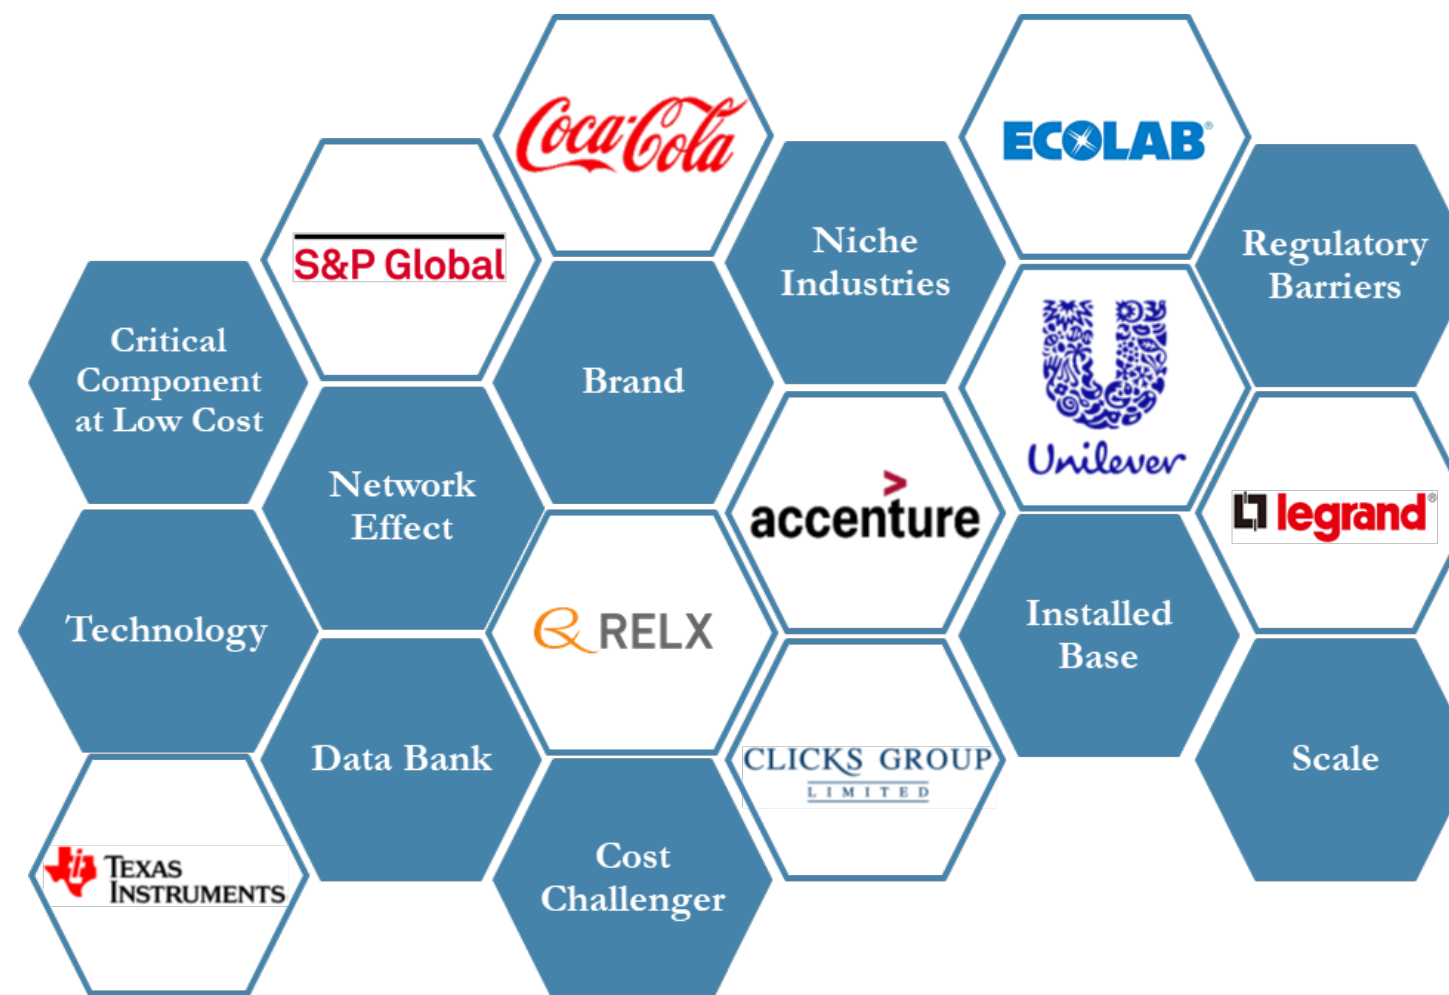 Coca-Cola
ECOLAB®
S&P Global
Niche
Industries
Regulatory
Barriers
Critical
Component
at Low Cost
Brand
Unilever
Network
Effect
>
accenture
legrand®
Technology
RELX
Installed
Base
Data Bank
CLICKS GROUP
LIMITED
Scale
TEXAS
INSTRUMENTS
Cost
Challenger